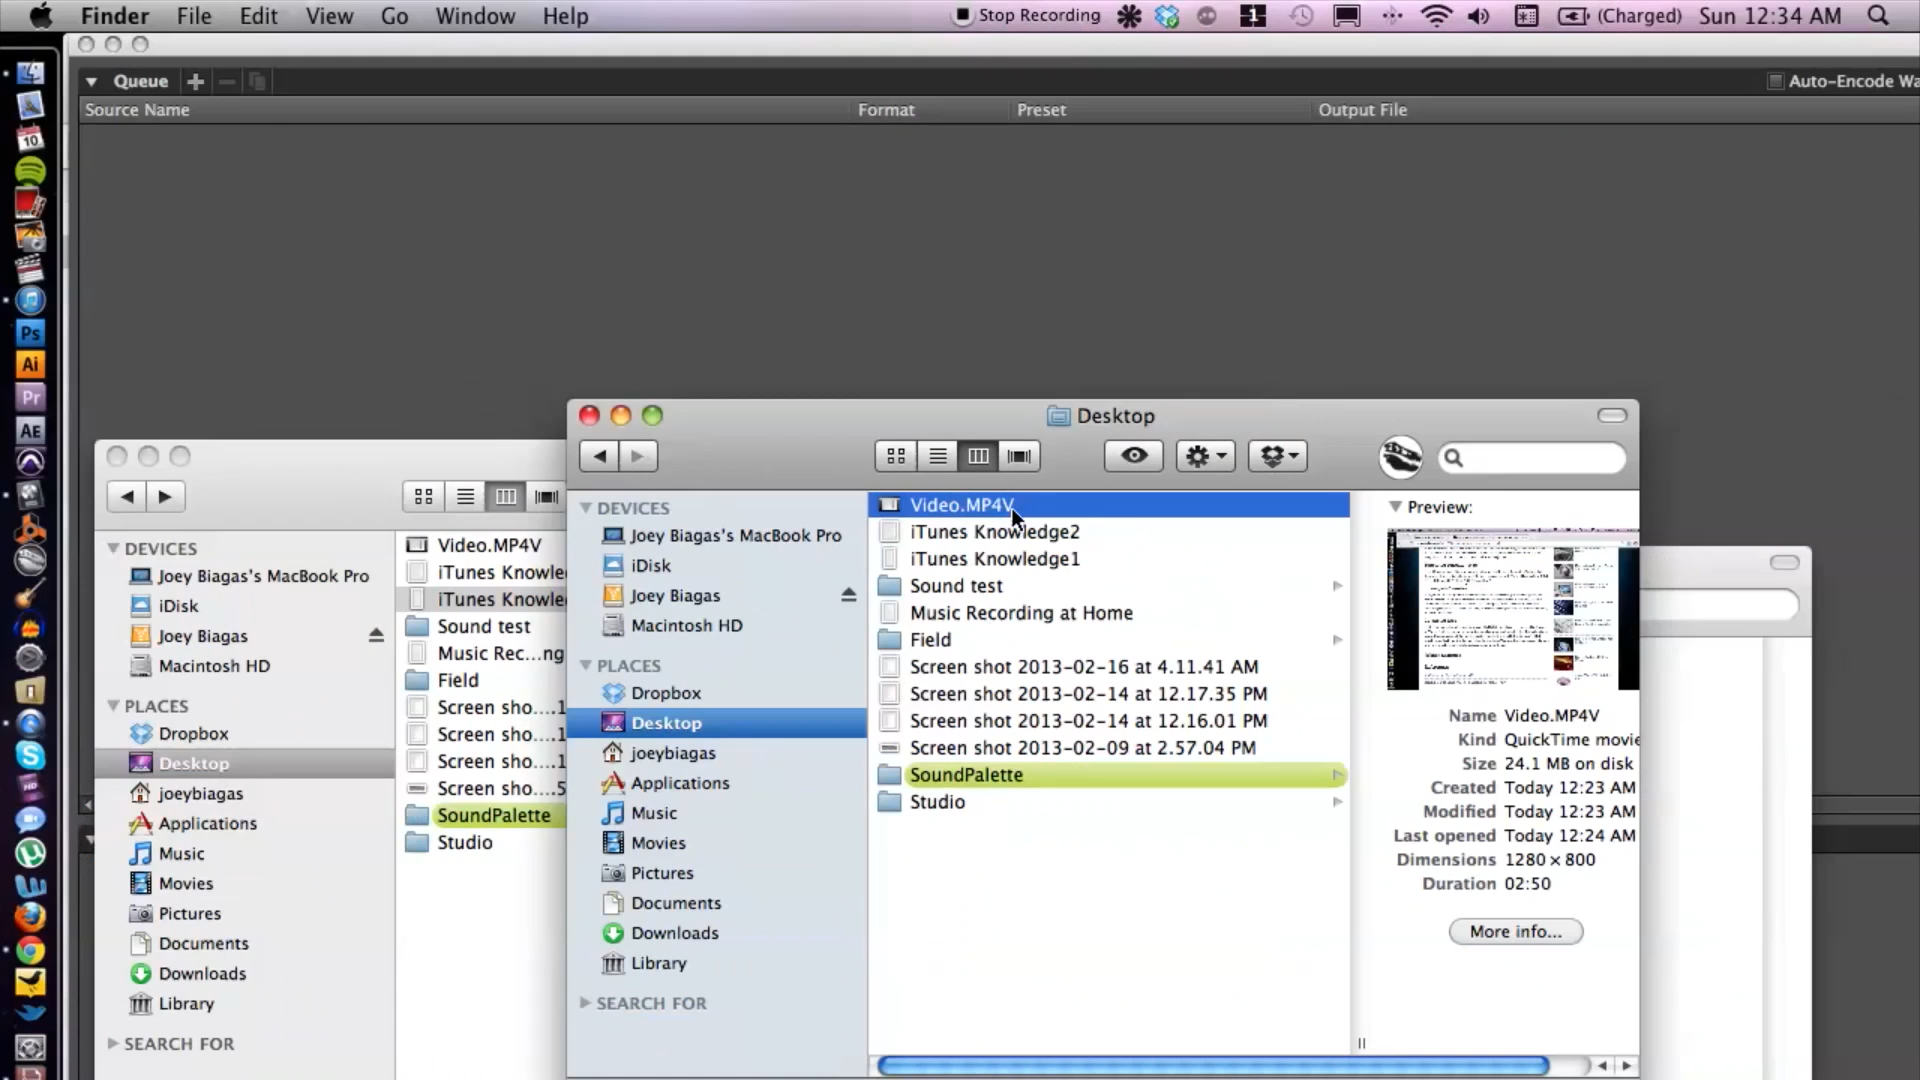 Finder File Edit View Go Window Help Stop Recording 1 (Charged) Sun 12:34 AM
Queue Auto-Encode Wa
Source Name Format Preset Output File
10
Ps
Ai
Pr
AE
HD
DEVICES
Joey Biagas's MacBook Pro
iDisk
Joey Biagas
Macintosh HD
PLACES
Dropbox
Desktop
joeybiagas
Applications
Music
Movies
Pictures
Documents
Downloads
Library
SEARCH FOR
Video.MP4V
iTunes Knowle
iTunes Knowle
Sound test
Music Rec...ng
Field
Screen sho....1
Screen sho....1
Screen sho....1
Screen sho....5
SoundPalette
Studio
Desktop
DEVICES
Joey Biagas's MacBook Pro
iDisk
Joey Biagas
Macintosh HD
PLACES
Dropbox
Desktop
joeybiagas
Applications
Music
Movies
Pictures
Documents
Downloads
Library
SEARCH FOR
Video.MP4V
iTunes Knowledge2
iTunes Knowledge1
Sound test
Music Recording at Home
Field
Screen shot 2013-02-16 at 4.11.41 AM
Screen shot 2013-02-14 at 12.17.35 PM
Screen shot 2013-02-14 at 12.16.01 PM
Screen shot 2013-02-09 at 2.57.04 PM
SoundPalette
Studio
Preview:
Name Video.MP4V
Kind QuickTime movie
Size 24.1 MB on disk
Created Today 12:23 AM
Modified Today 12:23 AM
Last opened Today 12:24 AM
Dimensions 1280 × 800
Duration 02:50
More info...